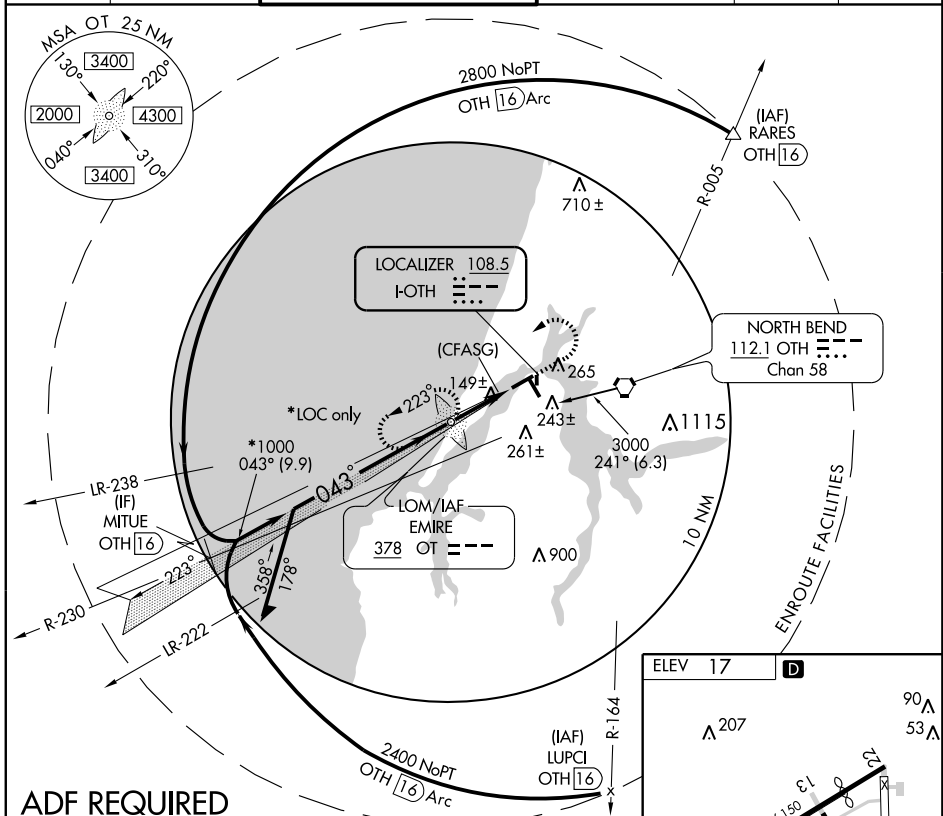 MSA OT 25 NM
130°
3400
220°
2000
4300
040°
310°
3400
2800 NoPT
OTH 16 Arc
(IAF)
RARES
OTH 16
R-005
710 ±
LOCALIZER 108.5
I-OTH
NORTH BEND
112.1 OTH
Chan 58
(CFASG)
265
149±
223°
*LOC only
243±
261±
1115
3000
241° (6.3)
*1000
043° (9.9)
043°
LR-238
(IF)
MITUE
OTH 16
LOM/IAF
EMIRE
378 OT
900
10 NM
ENROUTE FACILITIES
223°
358°
178°
R-230
LR-222
R-164
2400 NoPT
OTH 16 Arc
(IAF)
LUPCI
OTH 16
ELEV 17 D
90
207
53
22
13
150
X
ADF REQUIRED